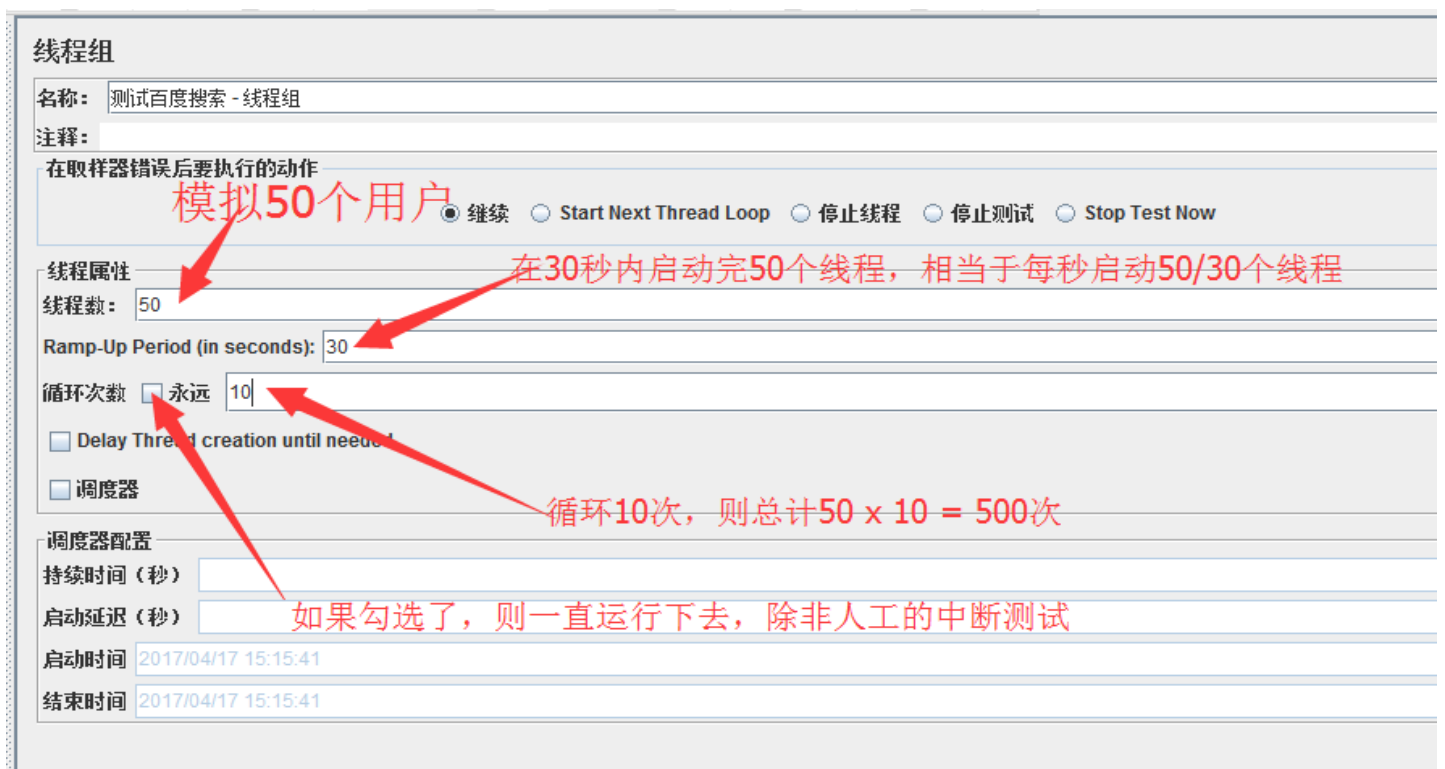 线程组
名称： 测试百度搜索 - 线程组
注释：
在取样器错误后要执行的动作
模拟50个用户
继续 Start Next Thread Loop 停止线程 停止测试 Stop Test Now
线程属性
在30秒内启动完50个线程，相当于每秒启动50/30个线程
线程数： 50
Ramp-Up Period (in seconds): 30
循环次数 永远 10
Delay Thread creation until needed
调度器
循环10次，则总计50 x 10 = 500次
调度器配置
持续时间（秒）
启动延迟（秒）
如果勾选了，则一直运行下去，除非人工的中断测试
启动时间 2017/04/17 15:15:41
结束时间 2017/04/17 15:15:41